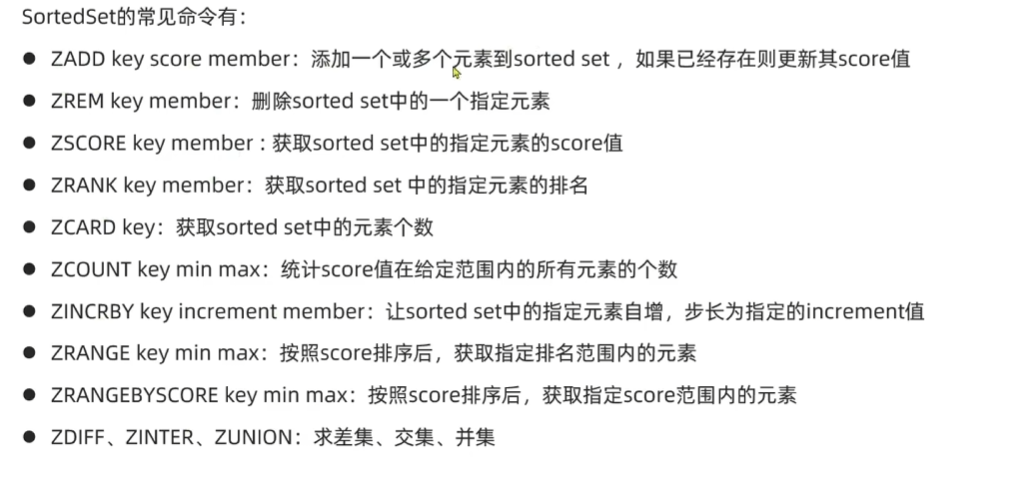 SortedSet的常见命令有：
● ZADD key score member：添加一个或多个元素到sorted set ，如果已经存在则更新其score值
● ZREM key member：删除sorted set中的一个指定元素
● ZSCORE key member : 获取sorted set中的指定元素的score值
● ZRANK key member：获取sorted set 中的指定元素的排名
● ZCARD key：获取sorted set中的元素个数
● ZCOUNT key min max：统计score值在给定范围内的所有元素的个数
● ZINCRBY key increment member：让sorted set中的指定元素自增，步长为指定的increment值
● ZRANGE key min max：按照score排序后，获取指定排名范围内的元素
● ZRANGEBYSCORE key min max：按照score排序后，获取指定score范围内的元素
● ZDIFF、ZINTER、ZUNION：求差集、交集、并集